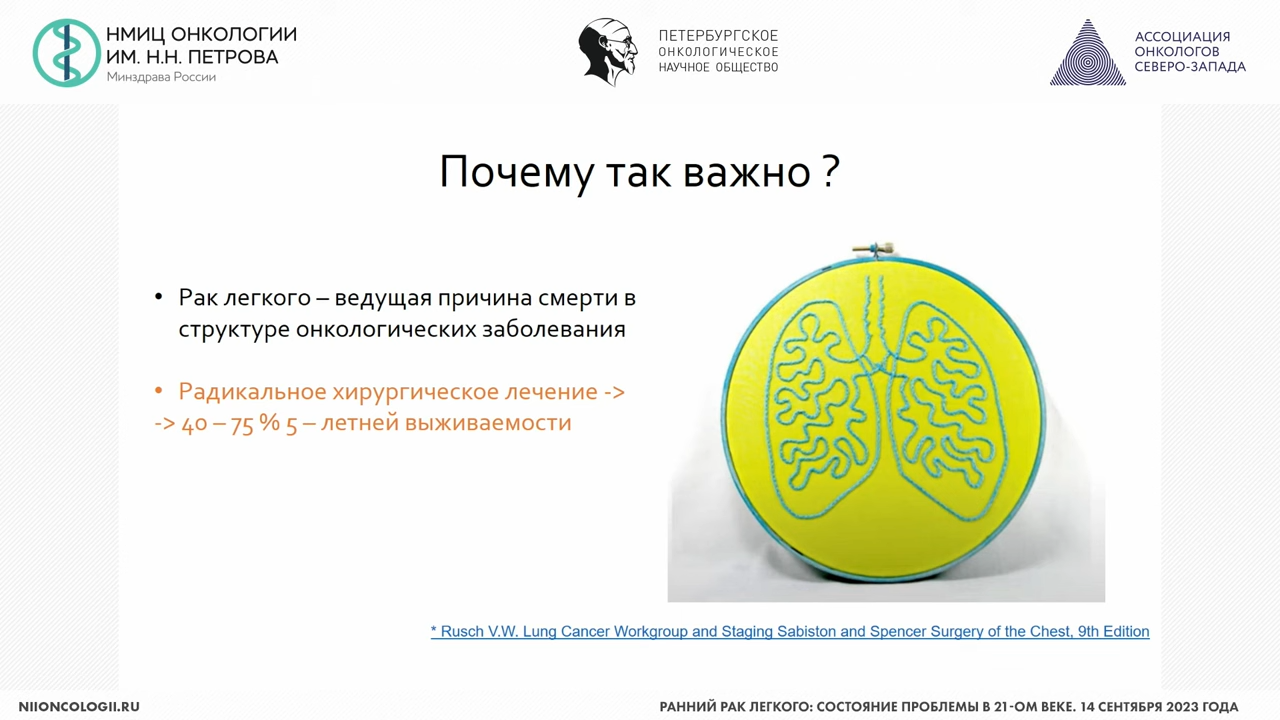 НМИЦ ОНКОЛОГИИ
ИМ. Н.Н. ПЕТРОВА
Минздрава России
ПЕТЕРБУРГСКОЕ
ОНКОЛОГИЧЕСКОЕ
НАУЧНОЕ ОБЩЕСТВО
АССОЦИАЦИЯ
ОНКОЛОГОВ
СЕВЕРО-ЗАПАДА
Почему так важно ?
• Рак легкого – ведущая причина смерти в
структуре онкологических заболевания
• Радикальное хирургическое лечение ->
-> 40 – 75 % 5 – летней выживаемости
* Rusch V.W. Lung Cancer Workgroup and Staging Sabiston and Spencer Surgery of the Chest, 9th Edition
NIIONCOLOGII.RU
РАННИЙ РАК ЛЕГКОГО: СОСТОЯНИЕ ПРОБЛЕМЫ В 21-ОМ ВЕКЕ. 14 СЕНТЯБРЯ 2023 ГОДА